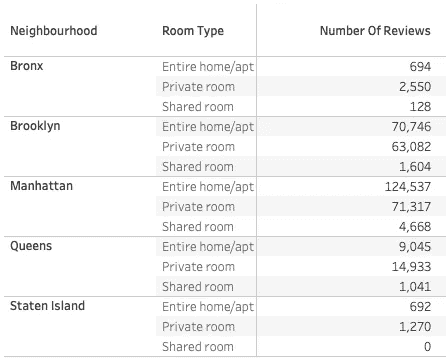 Neighbourhood Room Type Number Of Reviews
Bronx Entire home/apt 694
Private room 2,550
Shared room 128
Brooklyn Entire home/apt 70,746
Private room 63,082
Shared room 1,604
Manhattan Entire home/apt 124,537
Private room 71,317
Shared room 4,668
Queens Entire home/apt 9,045
Private room 14,933
Shared room 1,041
Staten Island Entire home/apt 692
Private room 1,270
Shared room 0